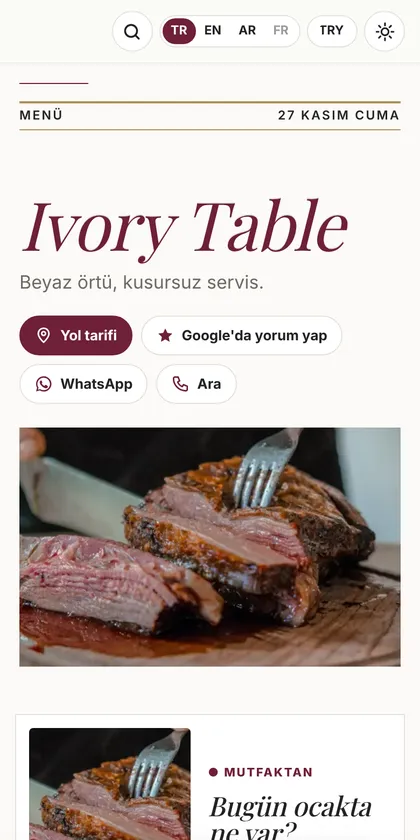 TR EN AR FR TRY
MENÜ 27 KASIM CUMA
Ivory Table
Beyaz örtü, kusursuz servis.
Yol tarifi Google'da yorum yap
WhatsApp Ara
MUTFAKTAN
Bugün ocakta
ne var?